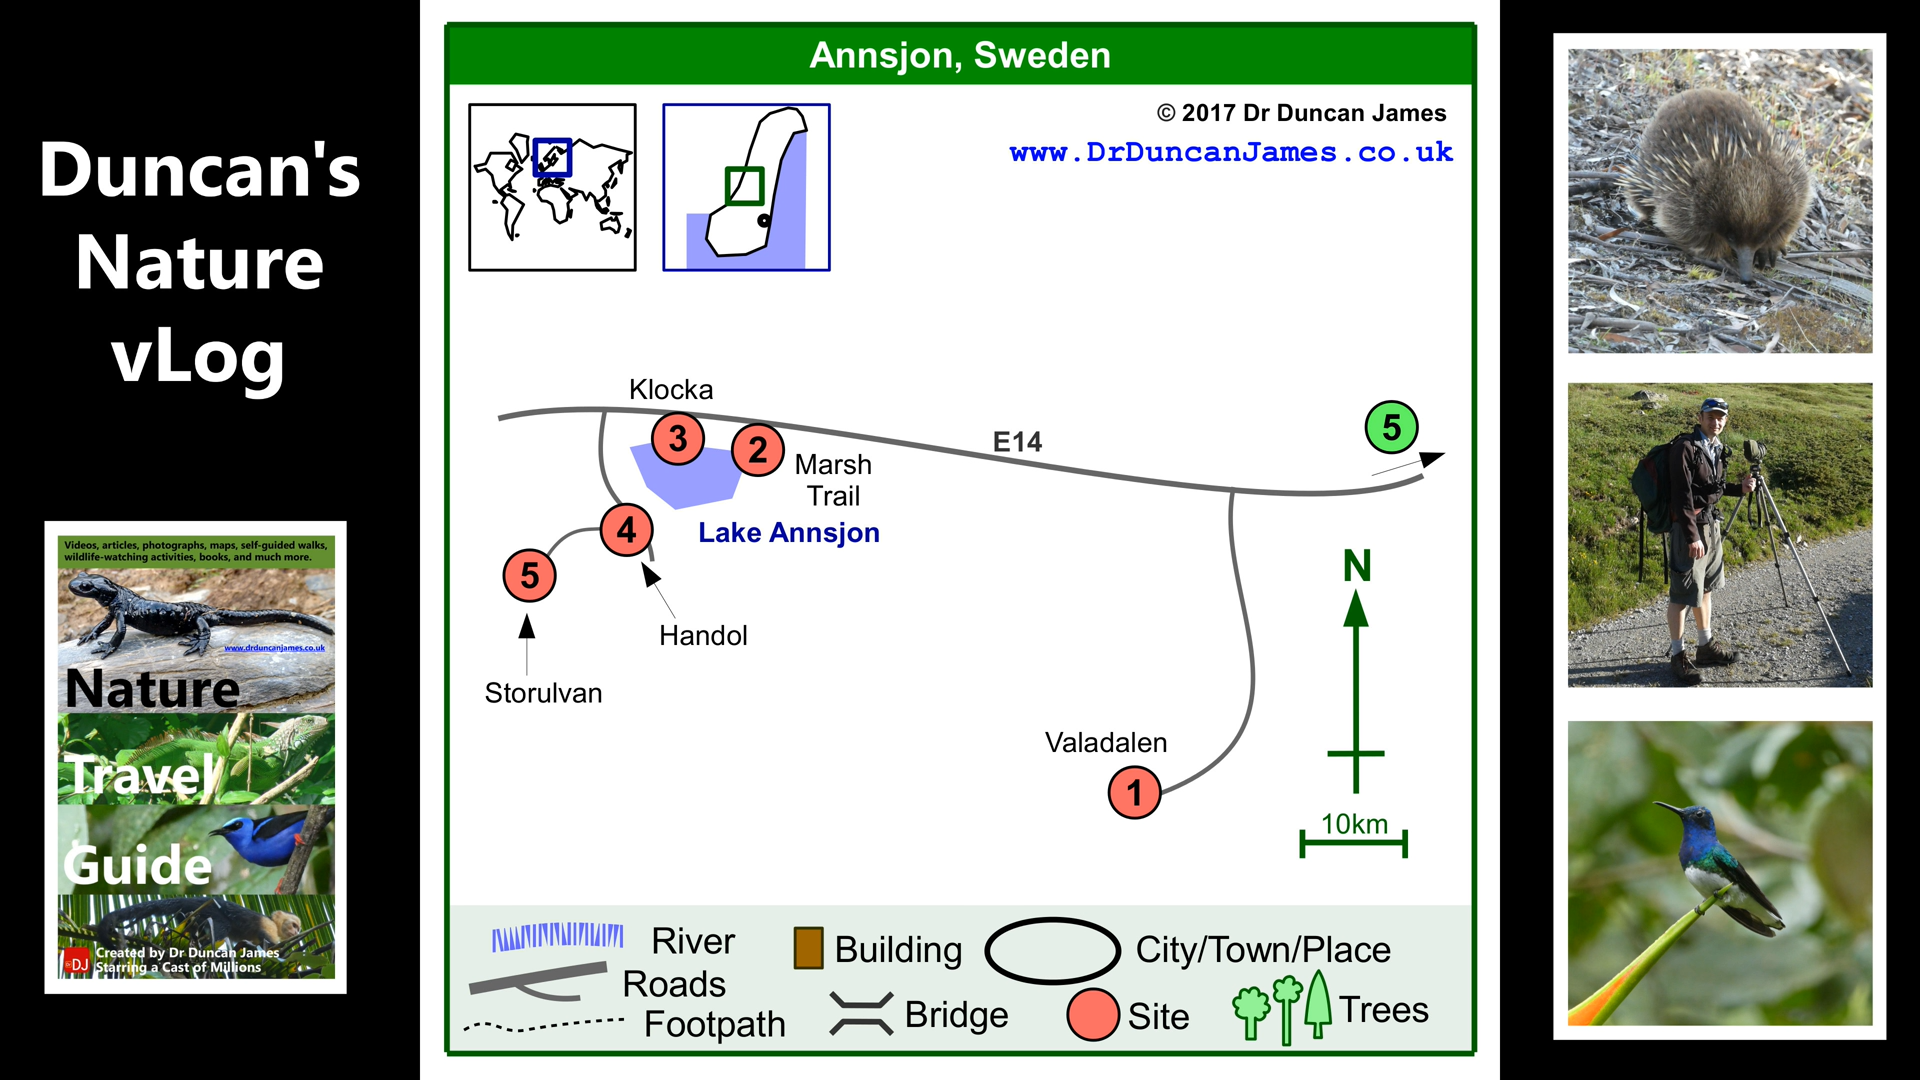 Duncan's
Nature
vLog
Videos, articles, photographs, maps, self-guided walks,
wildlife-watching activities, books, and much more.
www.drduncanjames.co.uk
Nature
Travel
Guide
@DJ
Created by Dr Duncan James
Starring a Cast of Millions
Annsjon, Sweden
© 2017 Dr Duncan James
www.DrDuncanJames.co.uk
Klocka
3
2
Marsh
Trail
E14
5
Lake Annsjon
4
5
Handol
Storulvan
N
Valadalen
1
10km
River
Building
City/Town/Place
Roads
Footpath
Bridge
Site
Trees